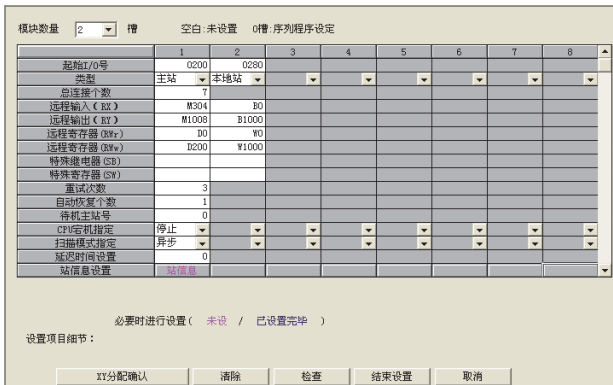 模块数量 2 槽 空白:未设置 0槽:序列程序设定
1 2 3 4 5 6 7 8
起始I/O号 0200 0280
类型 主站 本地站
总连接个数 7
远程输入(RX) M304 B0
远程输出(RY) M1008 B1000
远程寄存器(RWr) D0 W0
远程寄存器(RWw) D200 W1000
特殊继电器(SB)
特殊寄存器(SW)
重试次数 3
自动恢复个数 1
待机主站号 0
CPU宕机指定 停止
扫描模式指定 异步
延迟时间设置 0
站信息设置 站信息
必要时进行设置( 未设 / 已设置完毕 )
设置项目细节:
XY分配确认 清除 检查 结束设置 取消